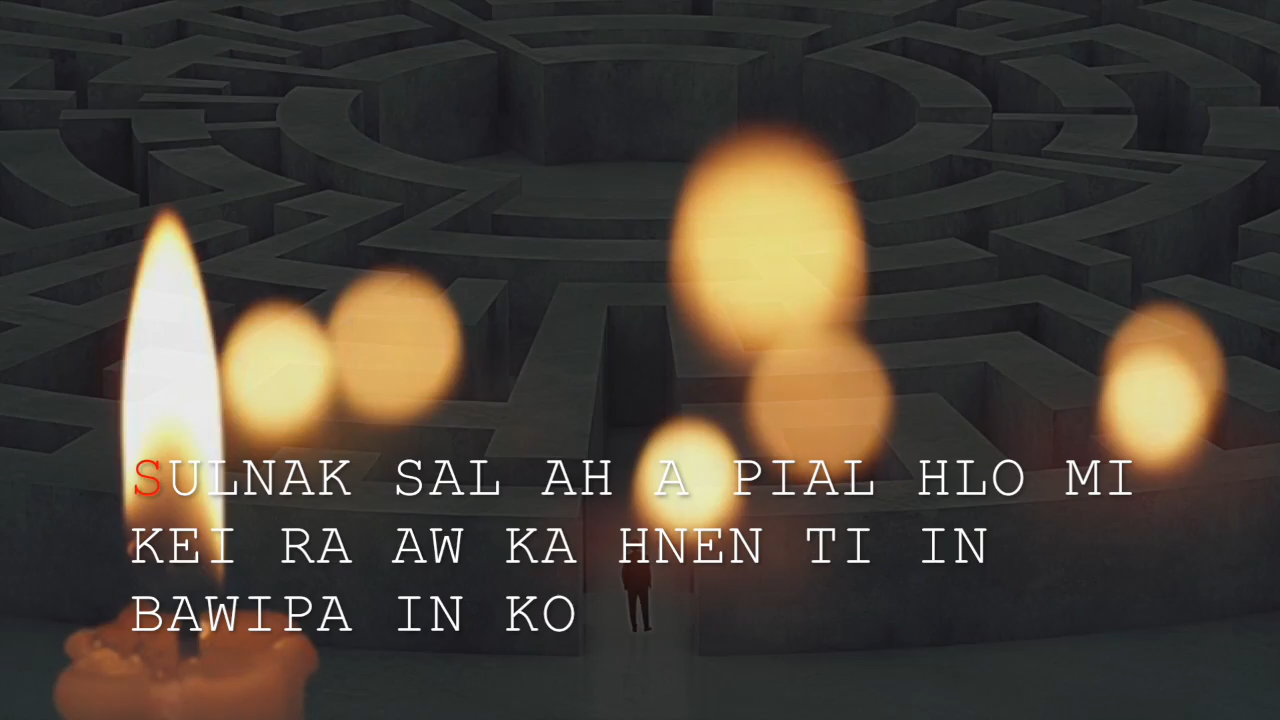 SULNAK SAL AH A PIAL HLO MI
KEI RA AW KA HNEN TI IN
BAWIPA IN KO